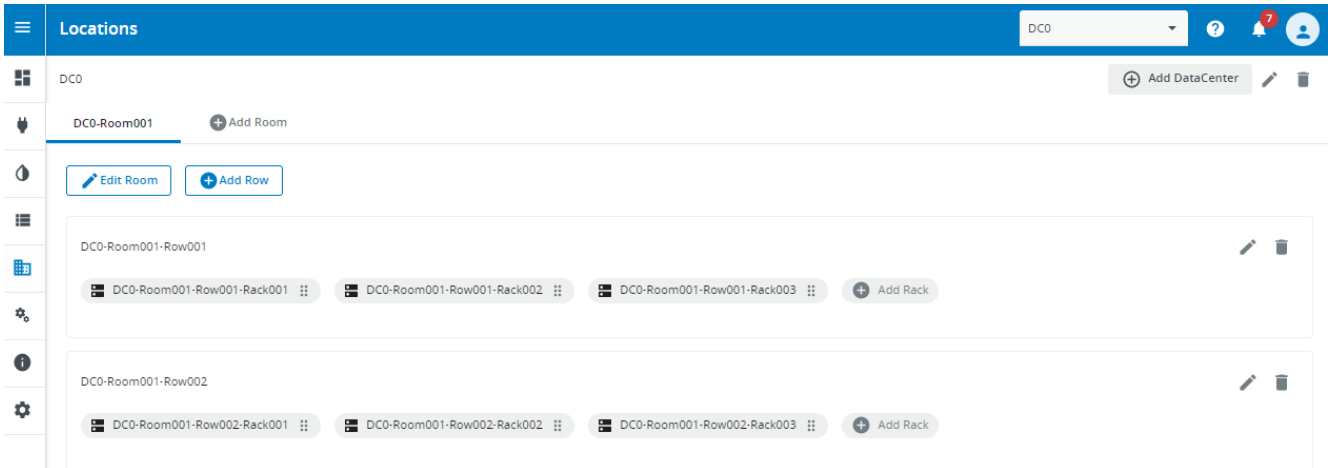 Locations
DC0
7
DC0
Add DataCenter
DC0-Room001
Add Room
Edit Room
Add Row
DC0-Room001-Row001
DC0-Room001-Row001-Rack001 DC0-Room001-Row001-Rack002 DC0-Room001-Row001-Rack003 Add Rack
DC0-Room001-Row002
DC0-Room001-Row002-Rack001 DC0-Room001-Row002-Rack002 DC0-Room001-Row002-Rack003 Add Rack